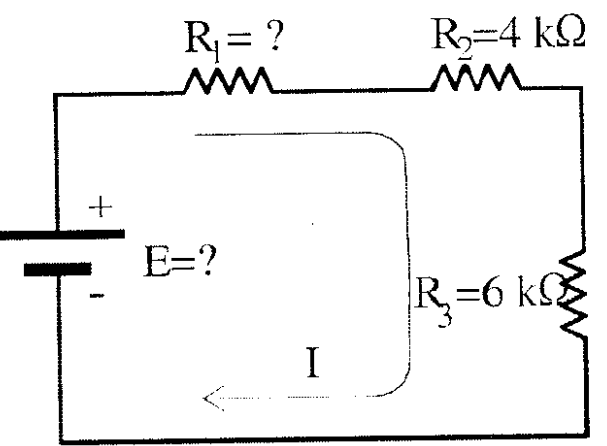 R₁= ?
R₂=4 kΩ
+
E=?
-
R₃=6 kΩ
I